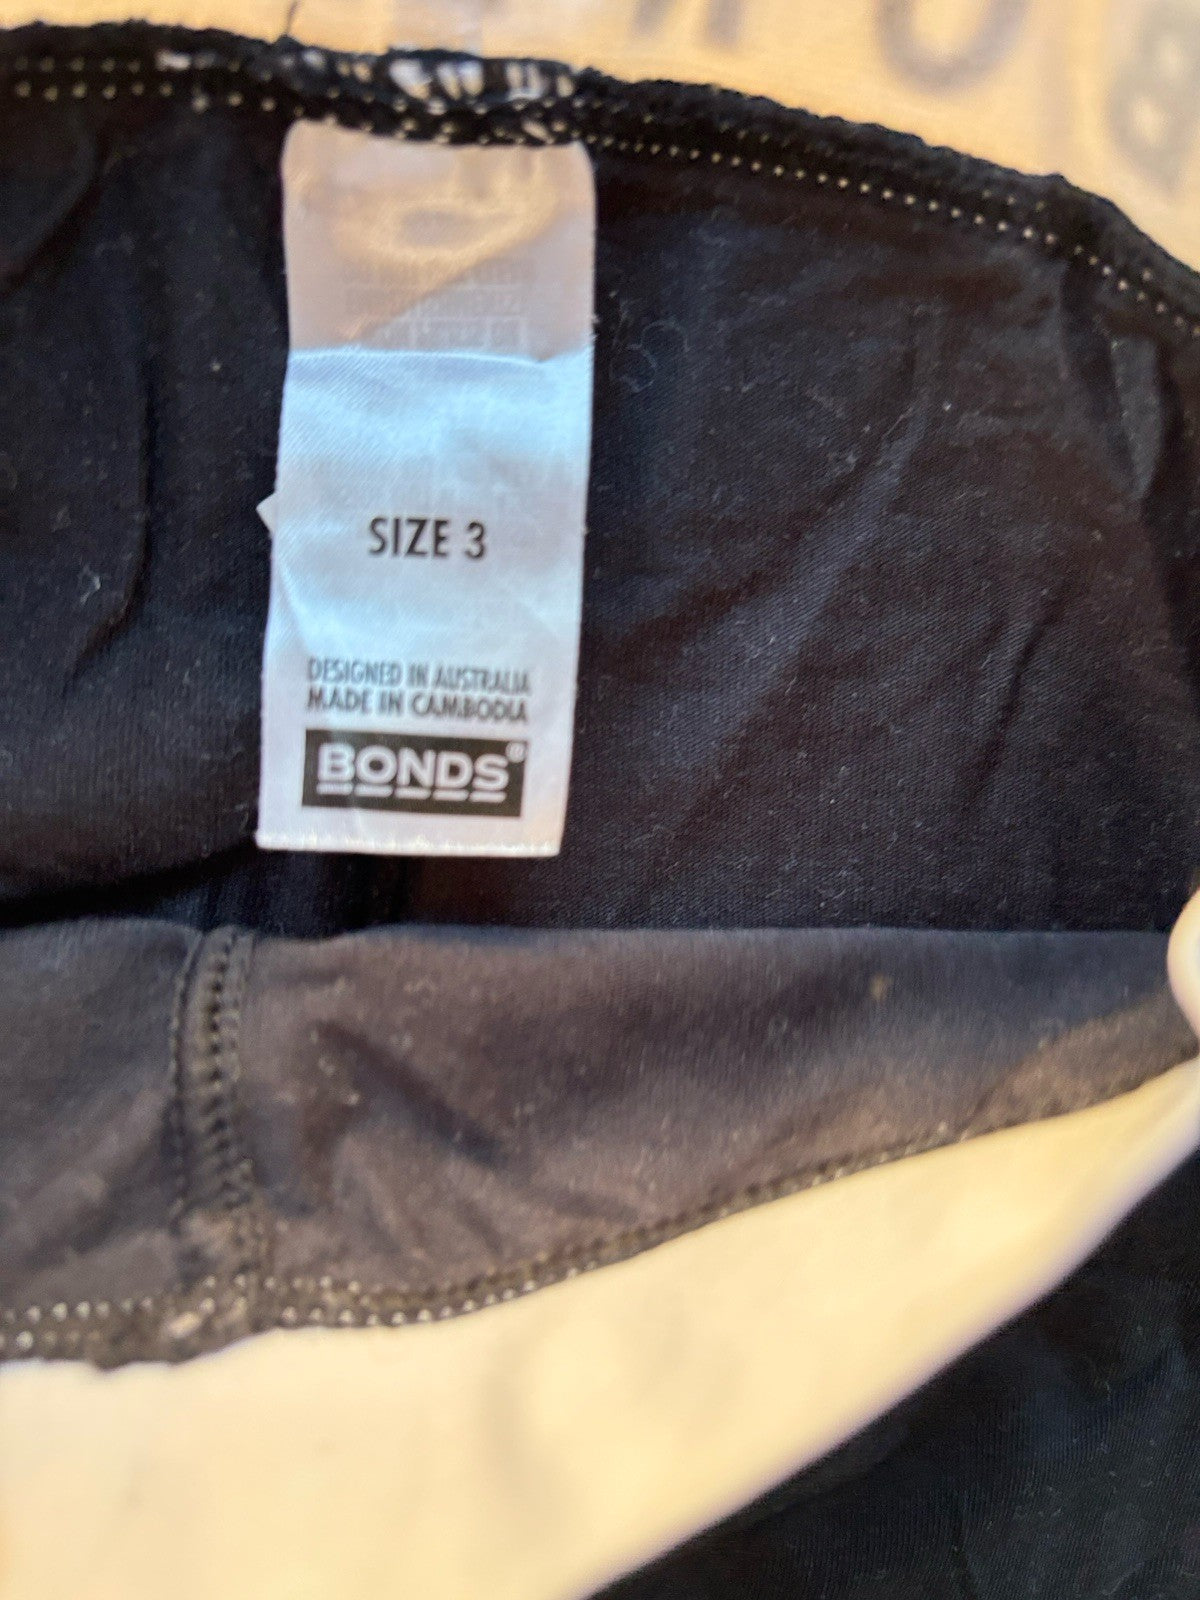 SIZE 3
DESIGNED IN AUSTRALIA
MADE IN CAMBODIA
BONDS®